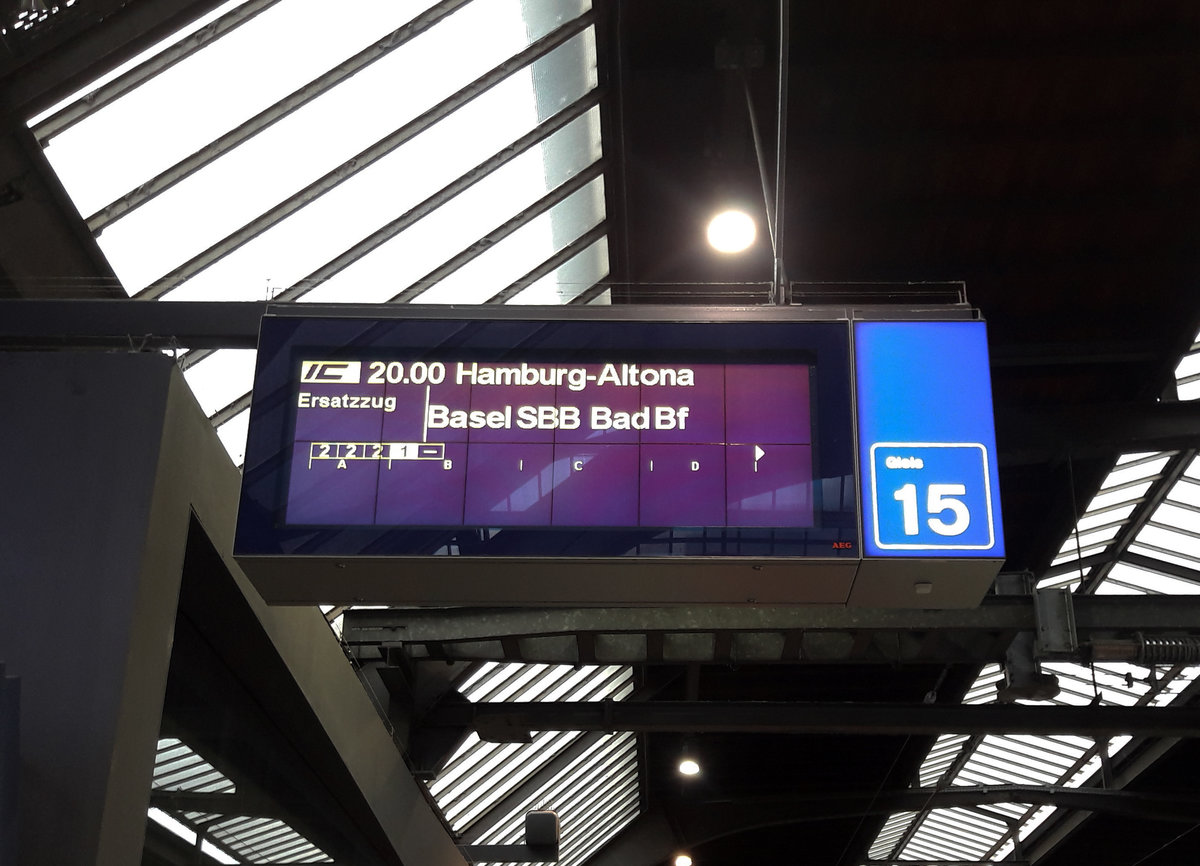 IC 20.00 Hamburg-Altona
Ersatzzug
Basel SBB Bad Bf
2 2 2 1 –
A B C D
AEG
Gleis
15